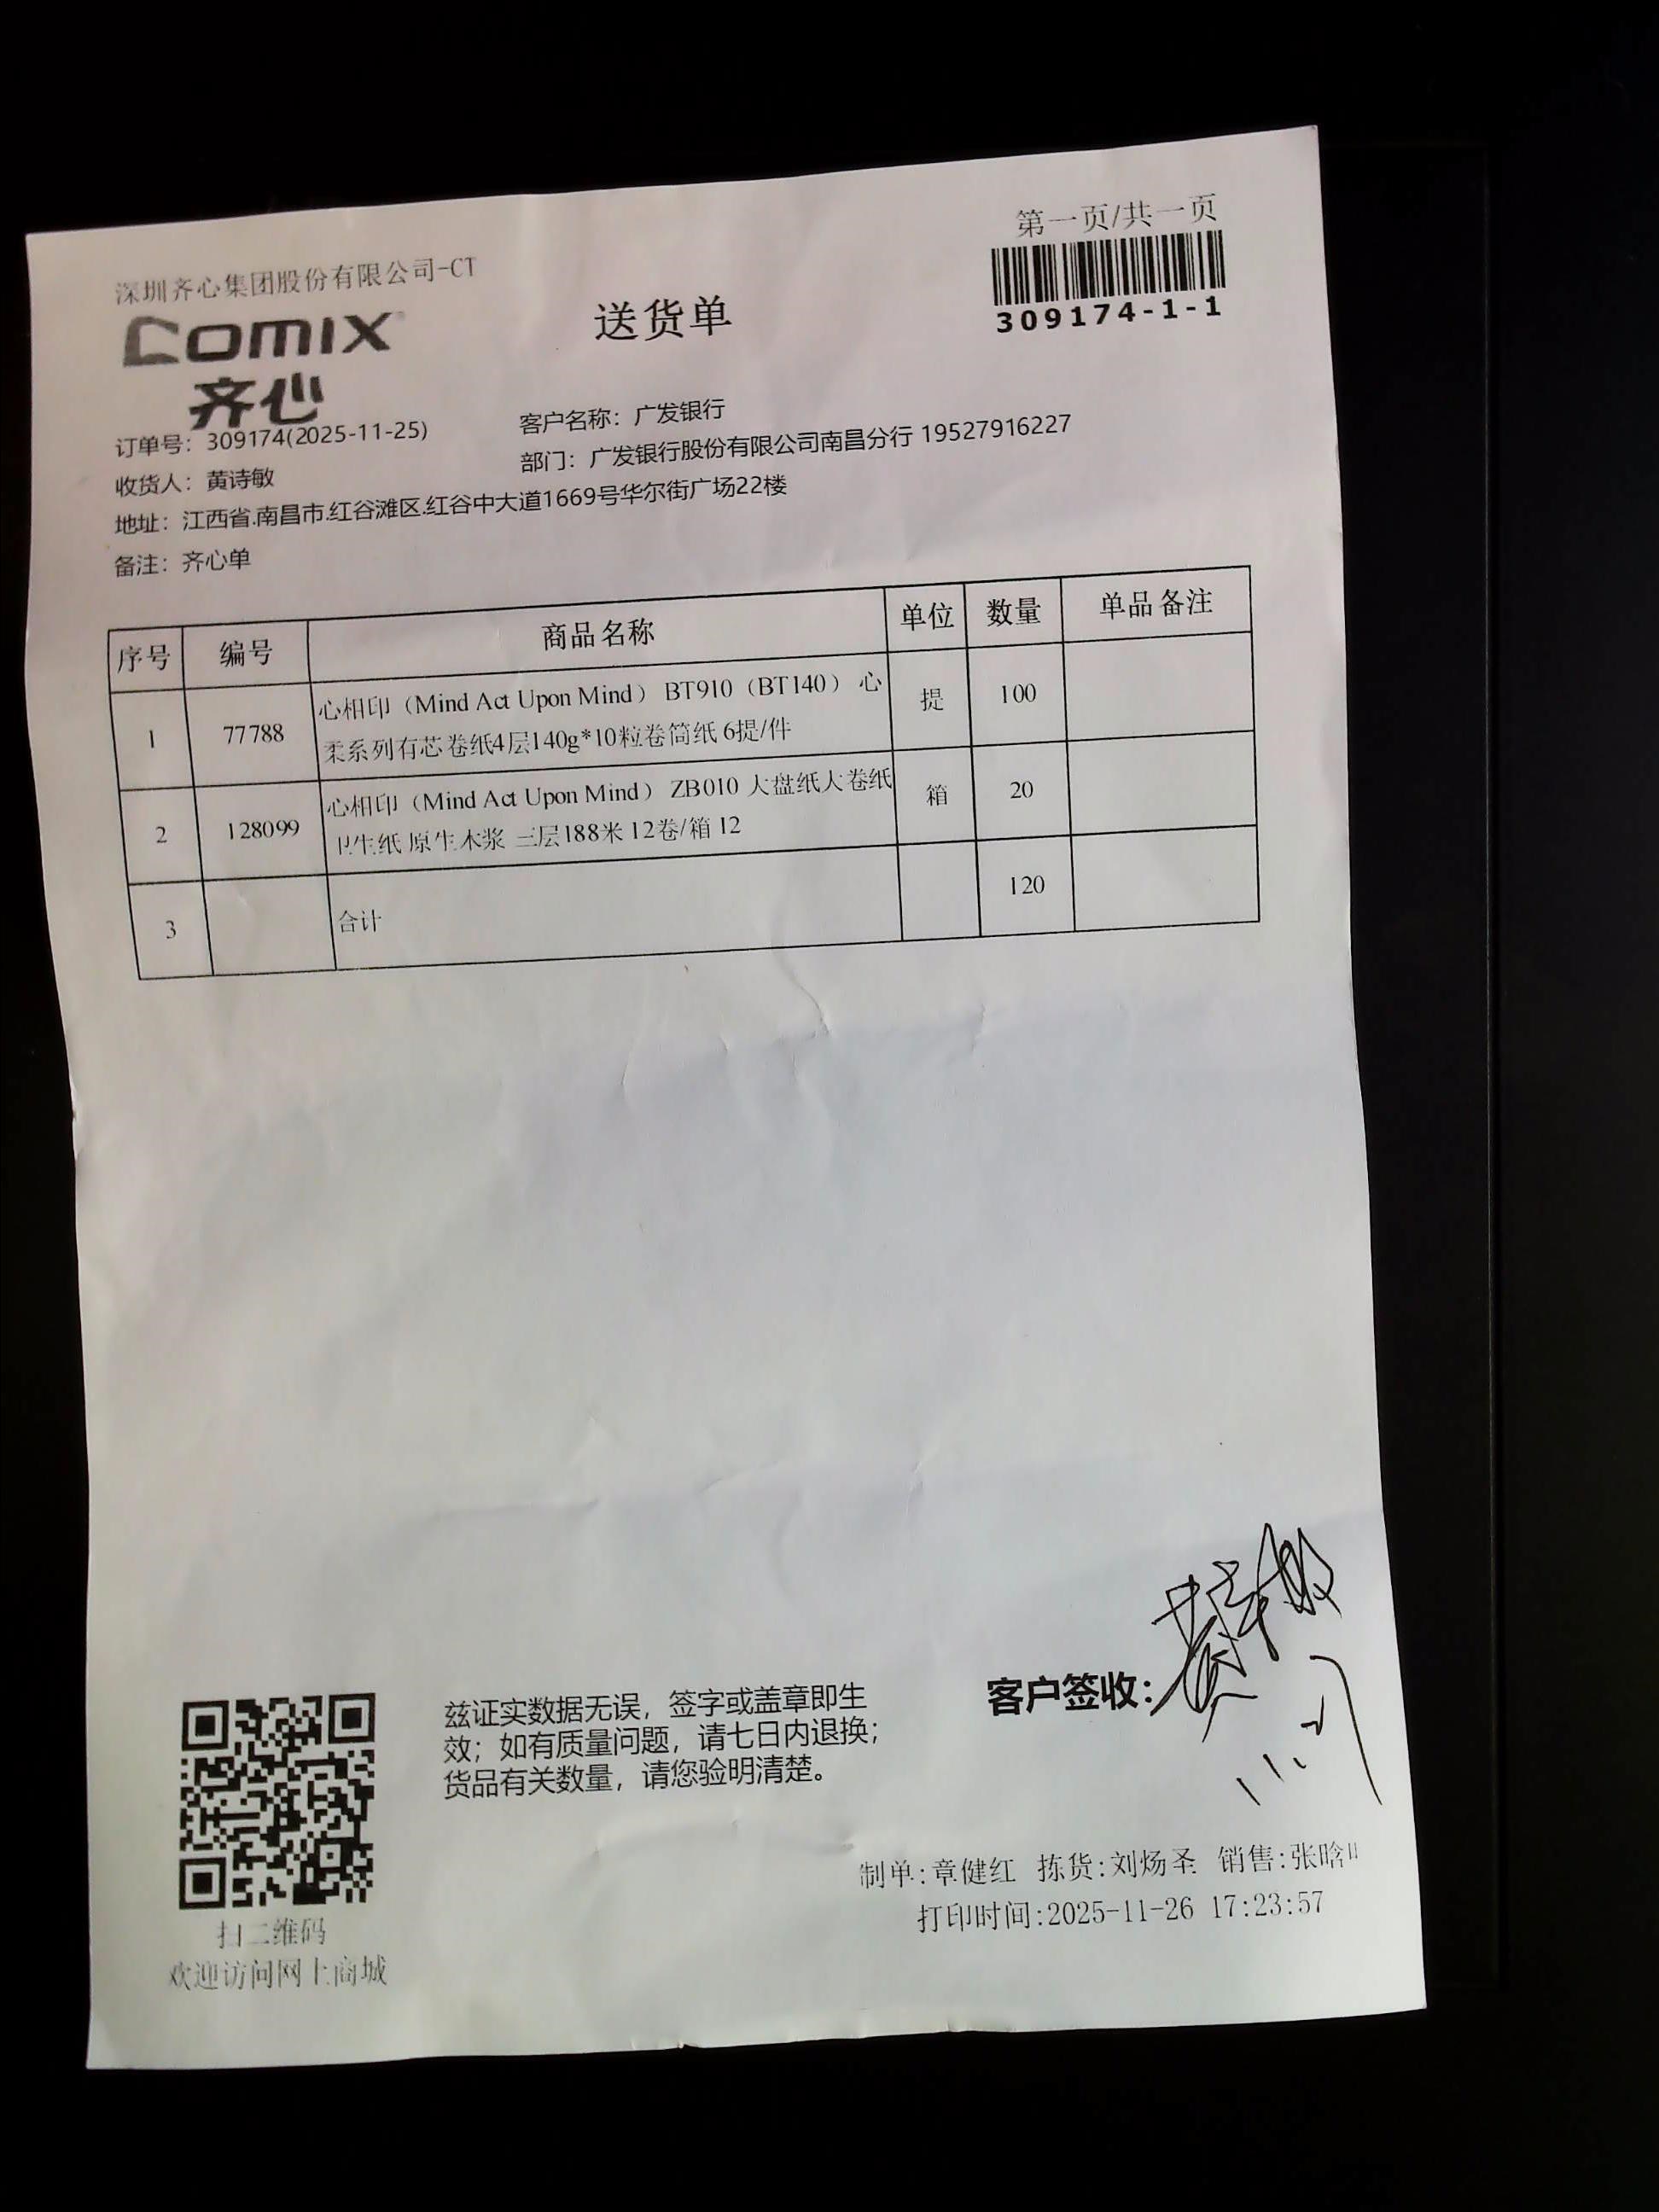 第一页/共一页
深圳齐心集团股份有限公司-CT
comix
齐心
送货单
309174-1-1
订单号：309174(2025-11-25)
客户名称：广发银行
收货人：黄诗敏
部门：广发银行股份有限公司南昌分行 19527916227
地址：江西省.南昌市.红谷滩区.红谷中大道1669号华尔街广场22楼
备注：齐心单
序号 编号 商品名称 单位 数量 单品备注
1 77788 心相印（Mind Act Upon Mind） BT910（BT140） 心 提 100
柔系列有芯卷纸4层140g*10粒卷筒纸 6提/件
2 128099 心相印（Mind Act Upon Mind） ZB010 大盘纸大卷纸 箱 20
卫生纸 原生木浆 三层188米 12卷/箱 12
3 合计 120
兹证实数据无误，签字或盖章即生
效；如有质量问题，请七日内退换；
货品有关数量，请您验明清楚。
客户签收：黄诗敏
制单:章健红 拣货:刘炀圣 销售:张晗
打印时间:2025-11-26 17:23:57
扫二维码
欢迎访问网上商城